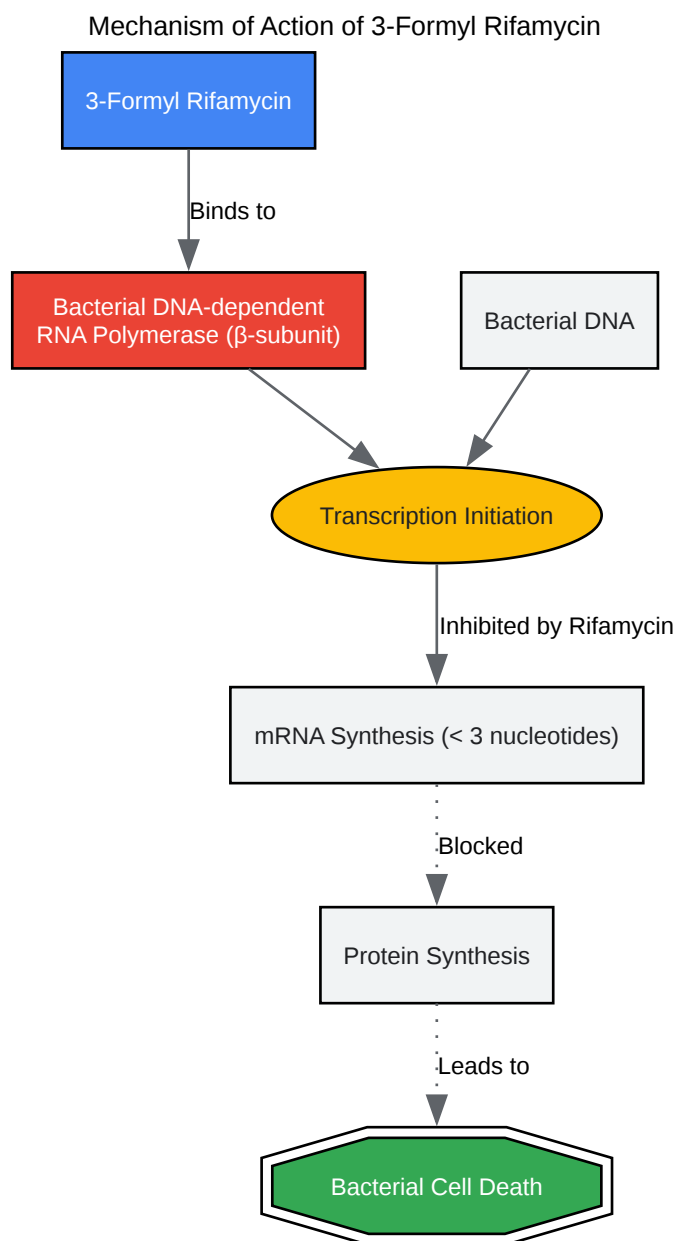 Mechanism of Action of 3-Formyl Rifamycin
3-Formyl Rifamycin
Binds to
Bacterial DNA-dependent
RNA Polymerase (β-subunit)
Bacterial DNA
Transcription Initiation
Inhibited by Rifamycin
mRNA Synthesis (< 3 nucleotides)
Blocked
Protein Synthesis
Leads to
Bacterial Cell Death